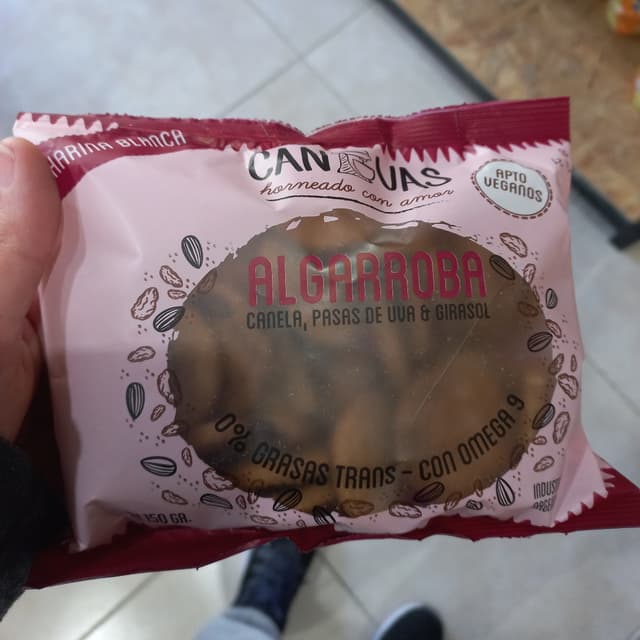 HARINA BLANCA
horneado con amor
APTO
VEGANOS
ALGARROBA
CANELA, PASAS DE UVA & GIRASOL
0% GRASAS TRANS - CON OMEGA 9
150 GR.